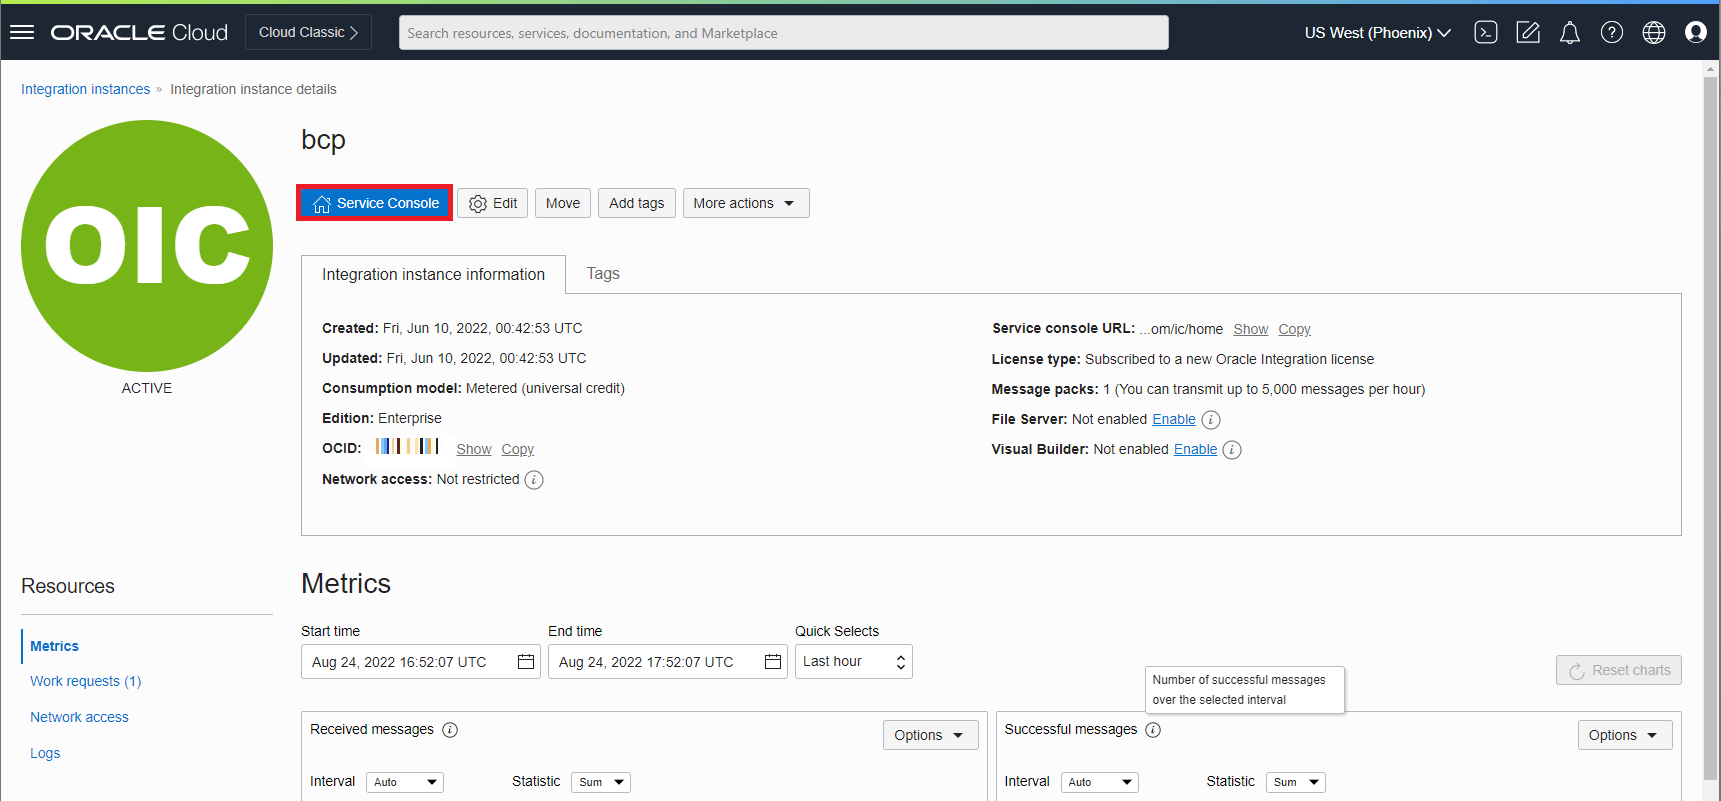 ORACLE Cloud
Cloud Classic
Search resources, services, documentation, and Marketplace
US West (Phoenix)
Integration instances » Integration instance details
OIC
ACTIVE
bcp
Service Console
Edit
Move
Add tags
More actions
Integration instance information
Tags
Created: Fri, Jun 10, 2022, 00:42:53 UTC
Updated: Fri, Jun 10, 2022, 00:42:53 UTC
Consumption model: Metered (universal credit)
Edition: Enterprise
OCID: Show Copy
Network access: Not restricted
Service console URL: ...om/ic/home Show Copy
License type: Subscribed to a new Oracle Integration license
Message packs: 1 (You can transmit up to 5,000 messages per hour)
File Server: Not enabled Enable
Visual Builder: Not enabled Enable
Resources
Metrics
Work requests (1)
Network access
Logs
Metrics
Start time
Aug 24, 2022 16:52:07 UTC
End time
Aug 24, 2022 17:52:07 UTC
Quick Selects
Last hour
Reset charts
Number of successful messages
over the selected interval
Received messages
Options
Interval Auto
Statistic Sum
Successful messages
Options
Interval Auto
Statistic Sum